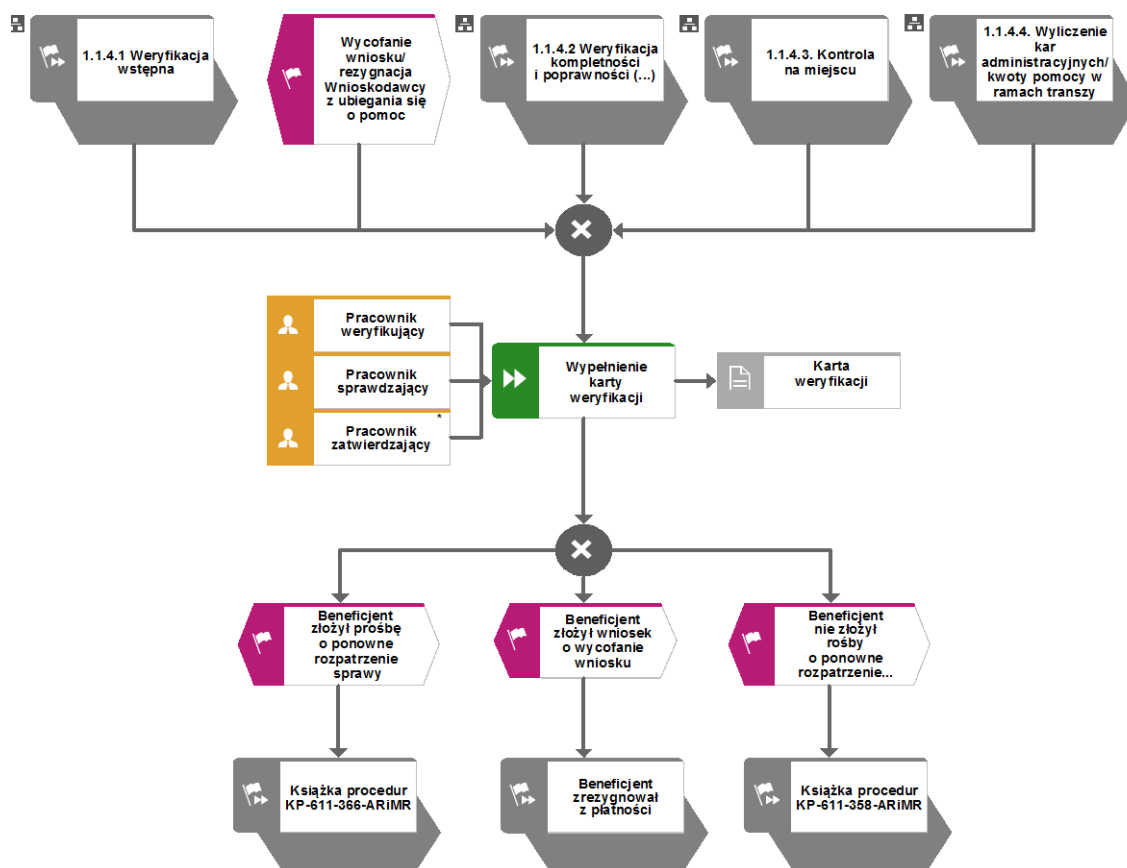 1.1.4.1 Weryfikacja
wstępna
Wycofanie
wniosku/
rezygnacja
Wnioskodawcy
z ubiegania się
o pomoc
1.1.4.2 Weryfikacja
kompletności
i poprawności (...)
1.1.4.3. Kontrola
na miejscu
1.1.4.4. Wyliczenie
kar
administracyjnych/
kwoty pomocy w
ramach transzy
Pracownik
weryfikujący
Pracownik
sprawdzający
*
Pracownik
zatwierdzający
Wypełnienie
karty
weryfikacji
Karta
weryfikacji
Beneficjent
złożył prośbę
o ponowne
rozpatrzenie
sprawy
Beneficjent
złożył wniosek
o wycofanie
wniosku
Beneficjent
nie złożył
rośby
o ponowne
rozpatrzenie...
Książka procedur
KP-611-366-ARiMR
Beneficjent
zrezygnował
z płatności
Książka procedur
KP-611-358-ARiMR